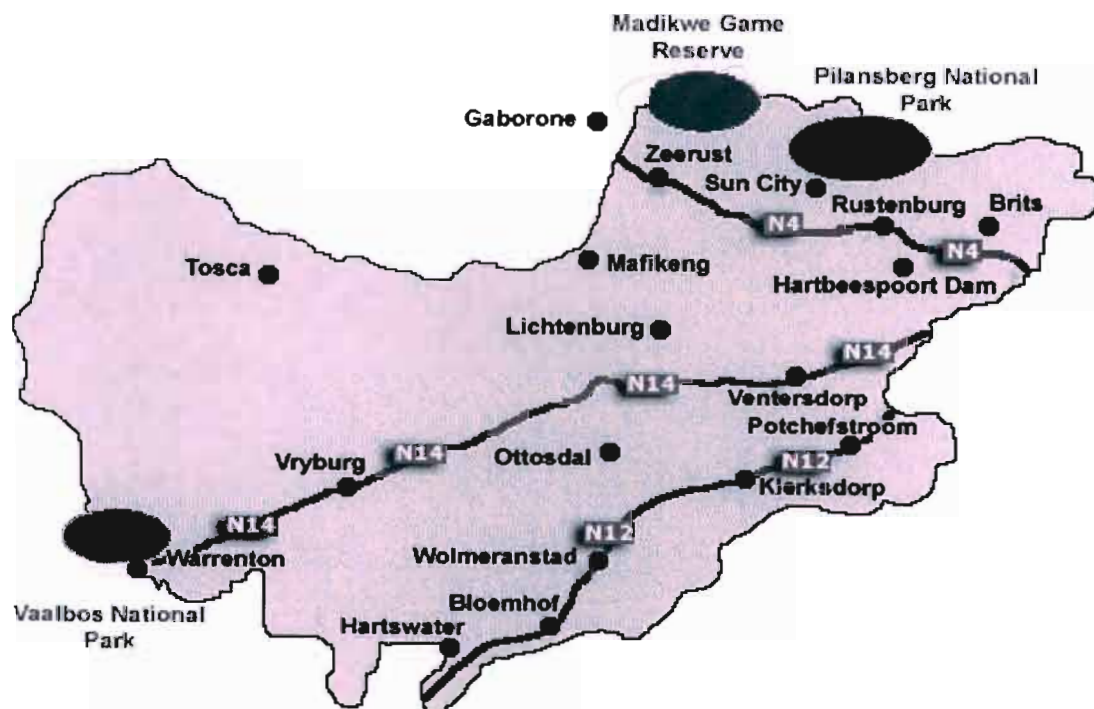 Madikwe Game
Reserve
Pilansberg National
Park
Gaborone
Zeerust
Sun City
Rustenburg
Brits
N4
N4
Tosca
Mafikeng
Hartbeespoort Dam
Lichtenburg
N14
N14
Ventersdorp
Potchefstroom
Vryburg
N14
Ottosdal
N12
Klerksdorp
N14
N12
Warrenton
Wolmeranstad
Vaalbos National
Park
Bloemhof
Hartswater